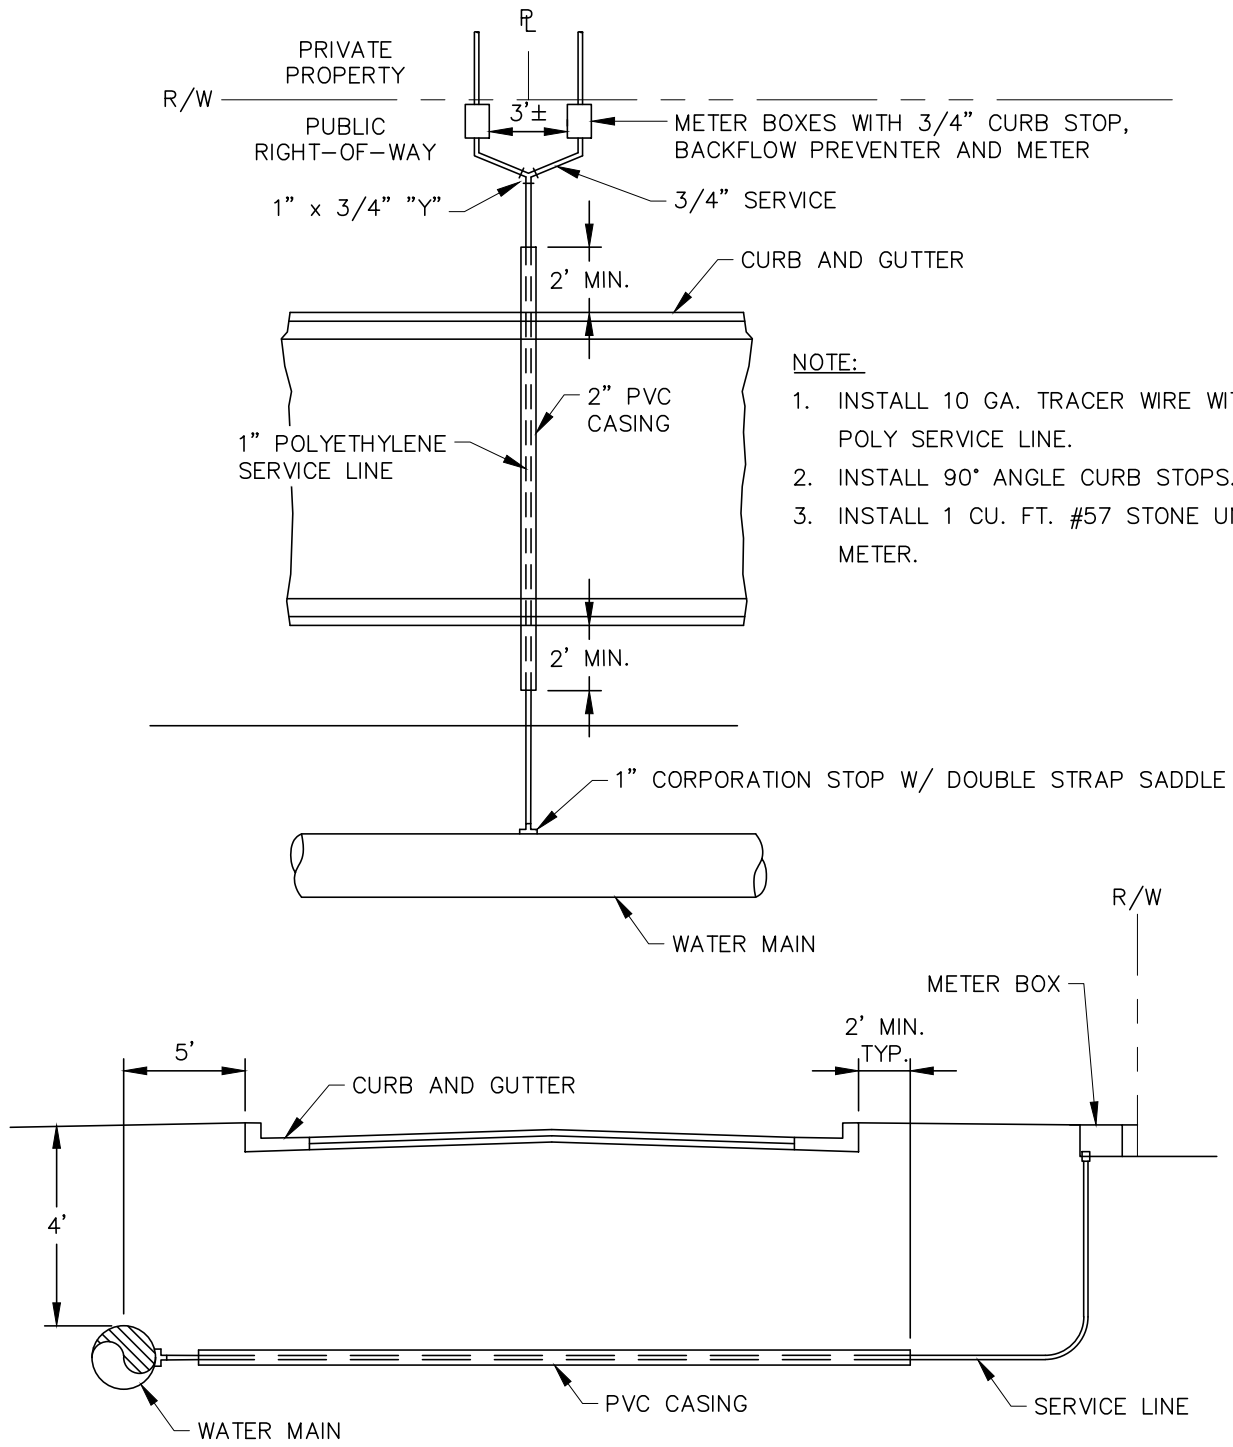 PL
PRIVATE
PROPERTY
R/W
3'±
PUBLIC
RIGHT-OF-WAY
METER BOXES WITH 3/4" CURB STOP,
BACKFLOW PREVENTER AND METER
1" x 3/4" "Y"
3/4" SERVICE
2' MIN.
CURB AND GUTTER
2" PVC
CASING
1" POLYETHYLENE
SERVICE LINE
NOTE:
1. INSTALL 10 GA. TRACER WIRE
POLY SERVICE LINE.
2. INSTALL 90° ANGLE CURB STOPS.
3. INSTALL 1 CU. FT. #57 STONE
METER.
2' MIN.
1" CORPORATION STOP W/ DOUBLE STRAP SADDLE
WATER MAIN
R/W
METER BOX
5'
2' MIN.
TYP.
CURB AND GUTTER
4'
PVC CASING
SERVICE LINE
WATER MAIN